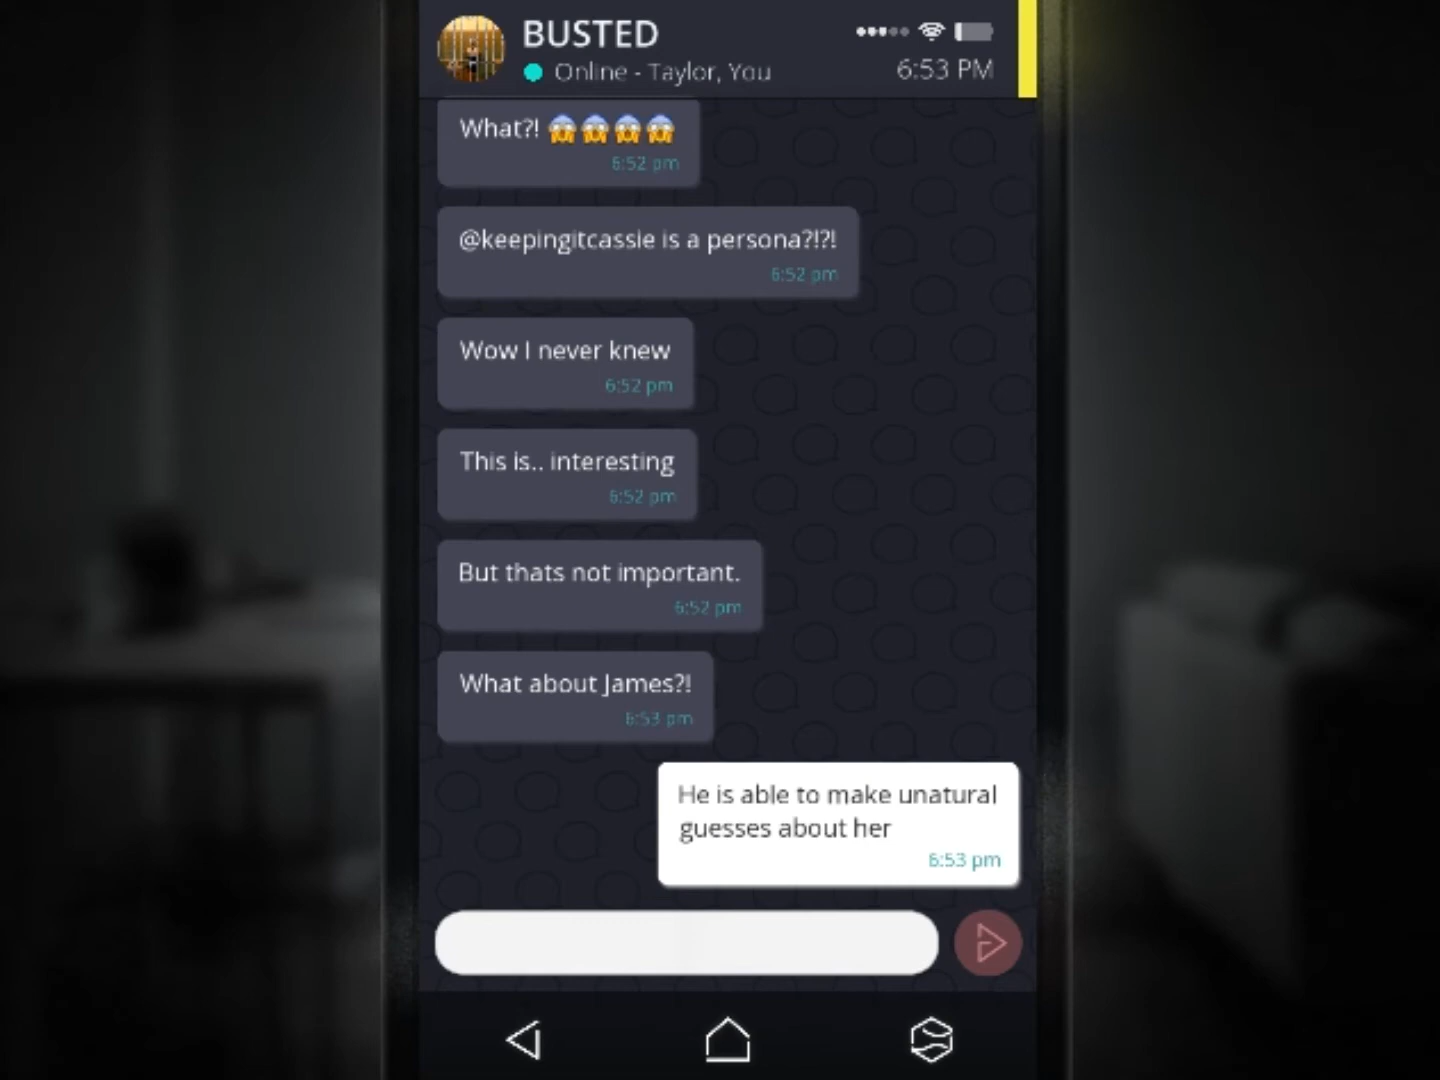 BUSTED
Online - Taylor, You
6:53 PM
What?! 😱😱😱😱
6:52 pm
@keepingitcassie is a persona?!?!
6:52 pm
Wow I never knew
6:52 pm
This is.. interesting
6:52 pm
But thats not important.
6:52 pm
What about James?!
6:53 pm
He is able to make unatural
guesses about her
6:53 pm